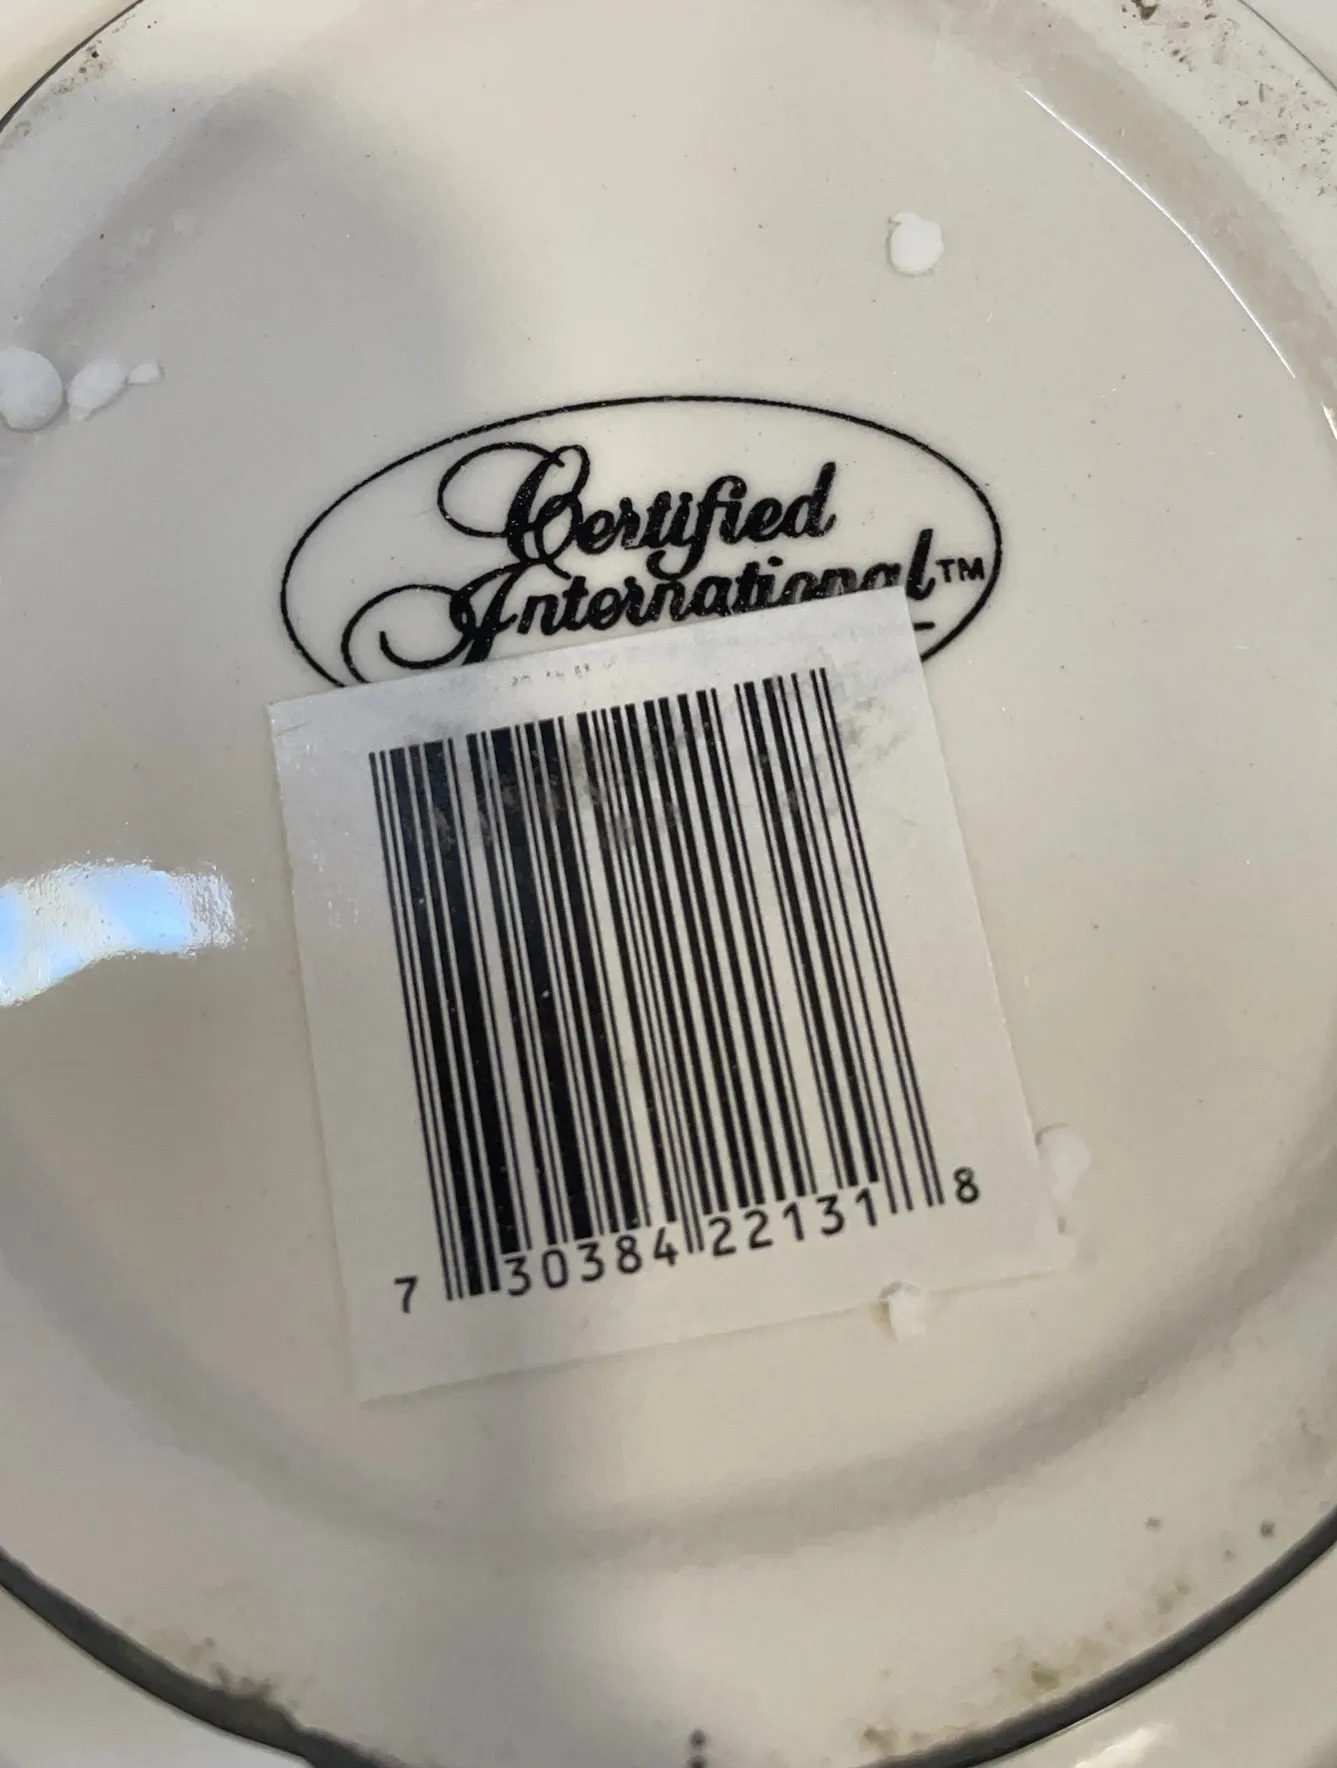 Certified
International™
7 30384 22131 8